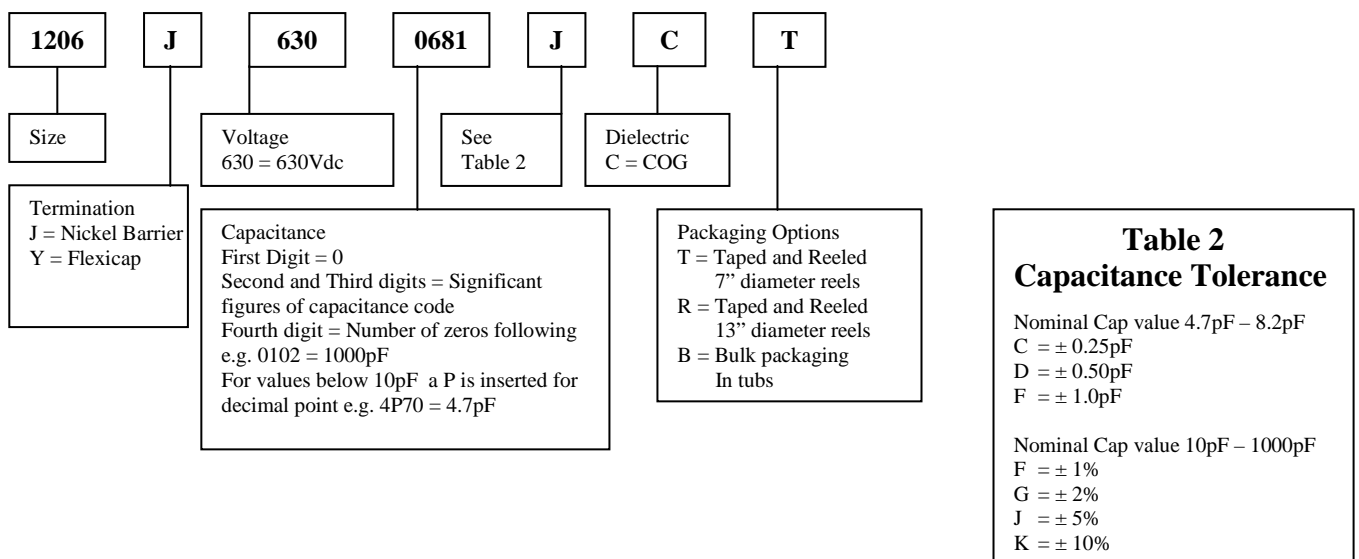 1206 J 630 0681 J C T
Size
Voltage
630 = 630Vdc
See
Table 2
Dielectric
C = COG
Termination
J = Nickel Barrier
Y = Flexicap
Capacitance
First Digit = 0
Second and Third digits = Significant
figures of capacitance code
Fourth digit = Number of zeros following
e.g. 0102 = 1000pF
For values below 10pF a P is inserted for
decimal point e.g. 4P70 = 4.7pF
Packaging Options
T = Taped and Reeled
7” diameter reels
R = Taped and Reeled
13” diameter reels
B = Bulk packaging
In tubs
Table 2
Capacitance Tolerance
Nominal Cap value 4.7pF – 8.2pF
C = ± 0.25pF
D = ± 0.50pF
F = ± 1.0pF
Nominal Cap value 10pF – 1000pF
F = ± 1%
G = ± 2%
J = ± 5%
K = ± 10%